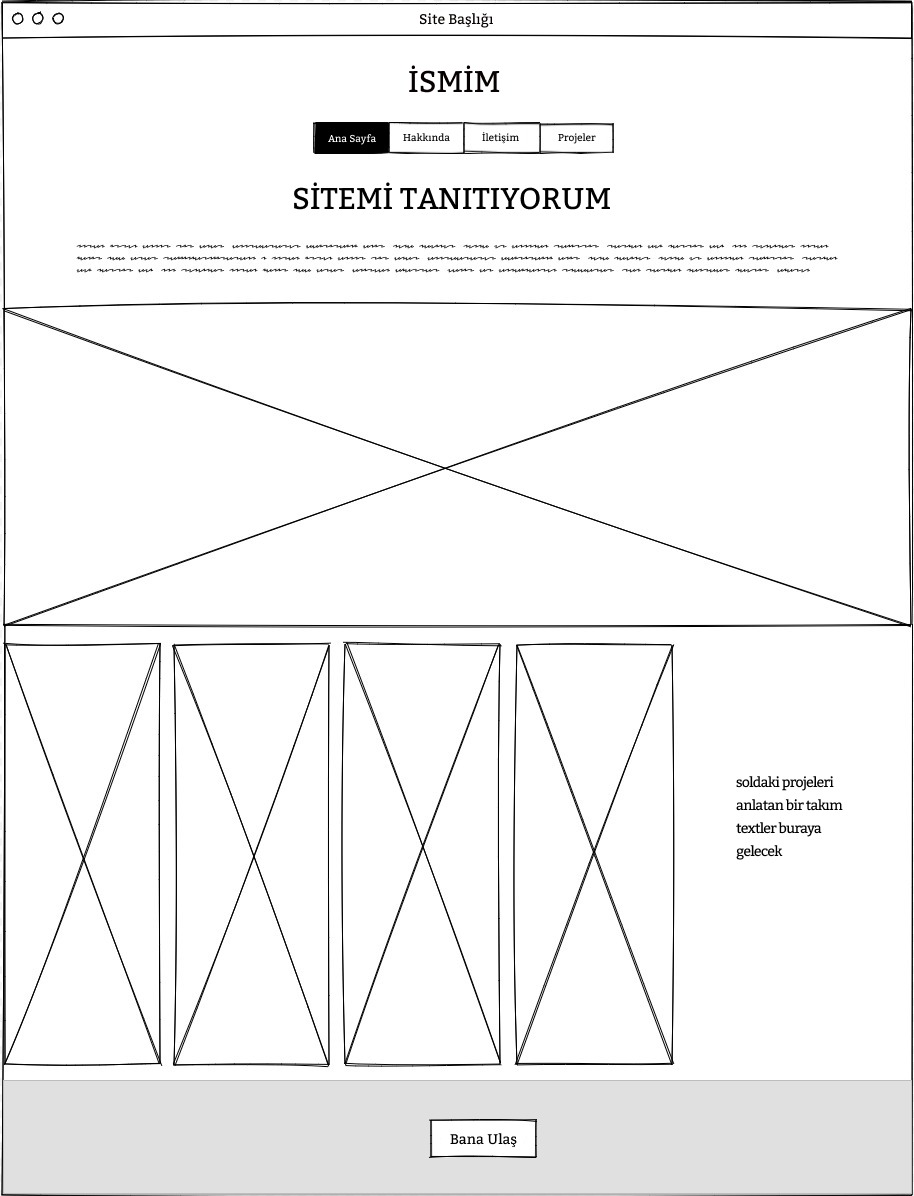 Site Başlığı
İSMİM
Ana Sayfa Hakkında İletişim Projeler
SİTEMİ TANITIYORUM
soldaki projeleri
anlatan bir takım
textler buraya
gelecek
Bana Ulaş